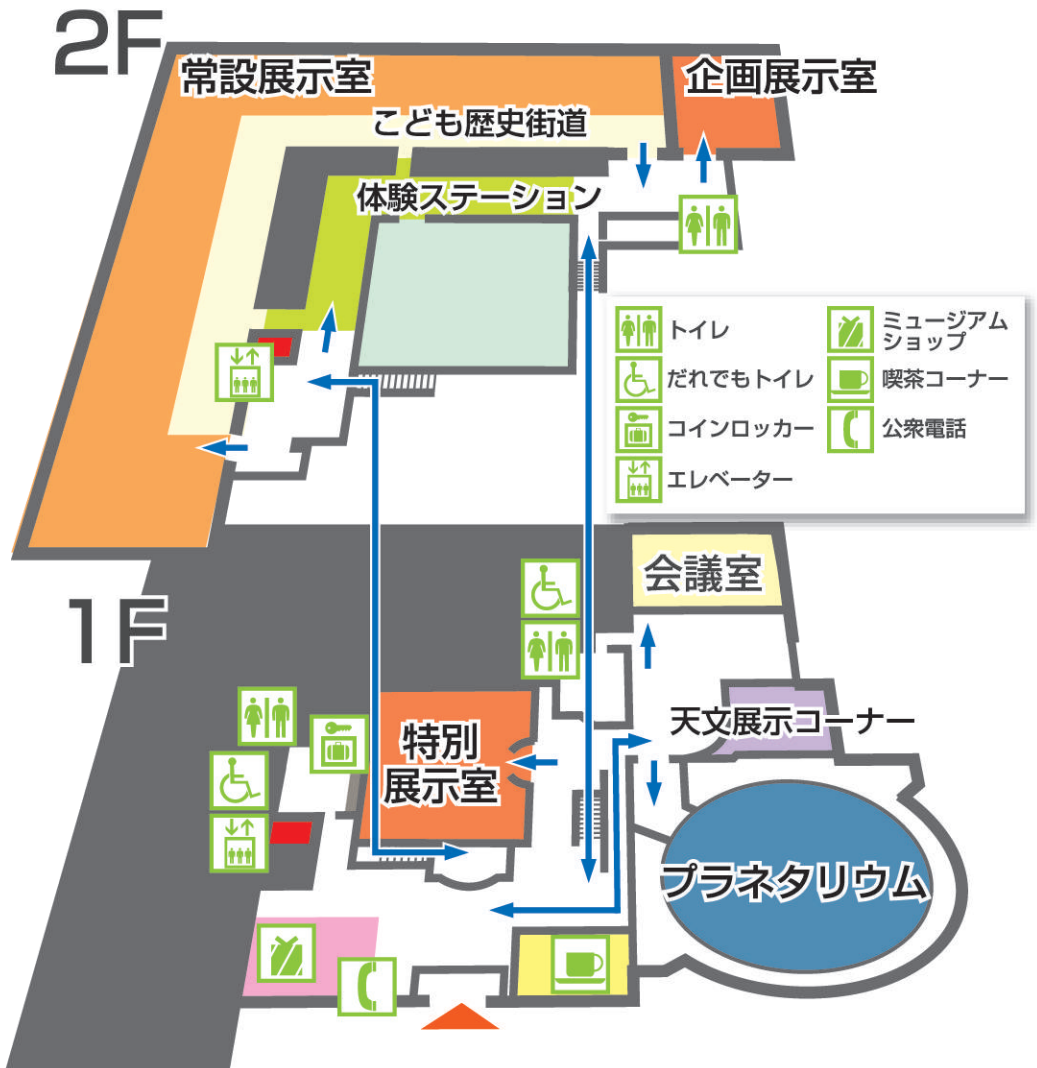 2F
常設展示室
企画展示室
こども歴史街道
体験ステーション
トイレ
ミュージアム
ショップ
だれでもトイレ
喫茶コーナー
コインロッカー
公衆電話
エレベーター
1F
会議室
天文展示コーナー
特別
展示室
プラネタリウム